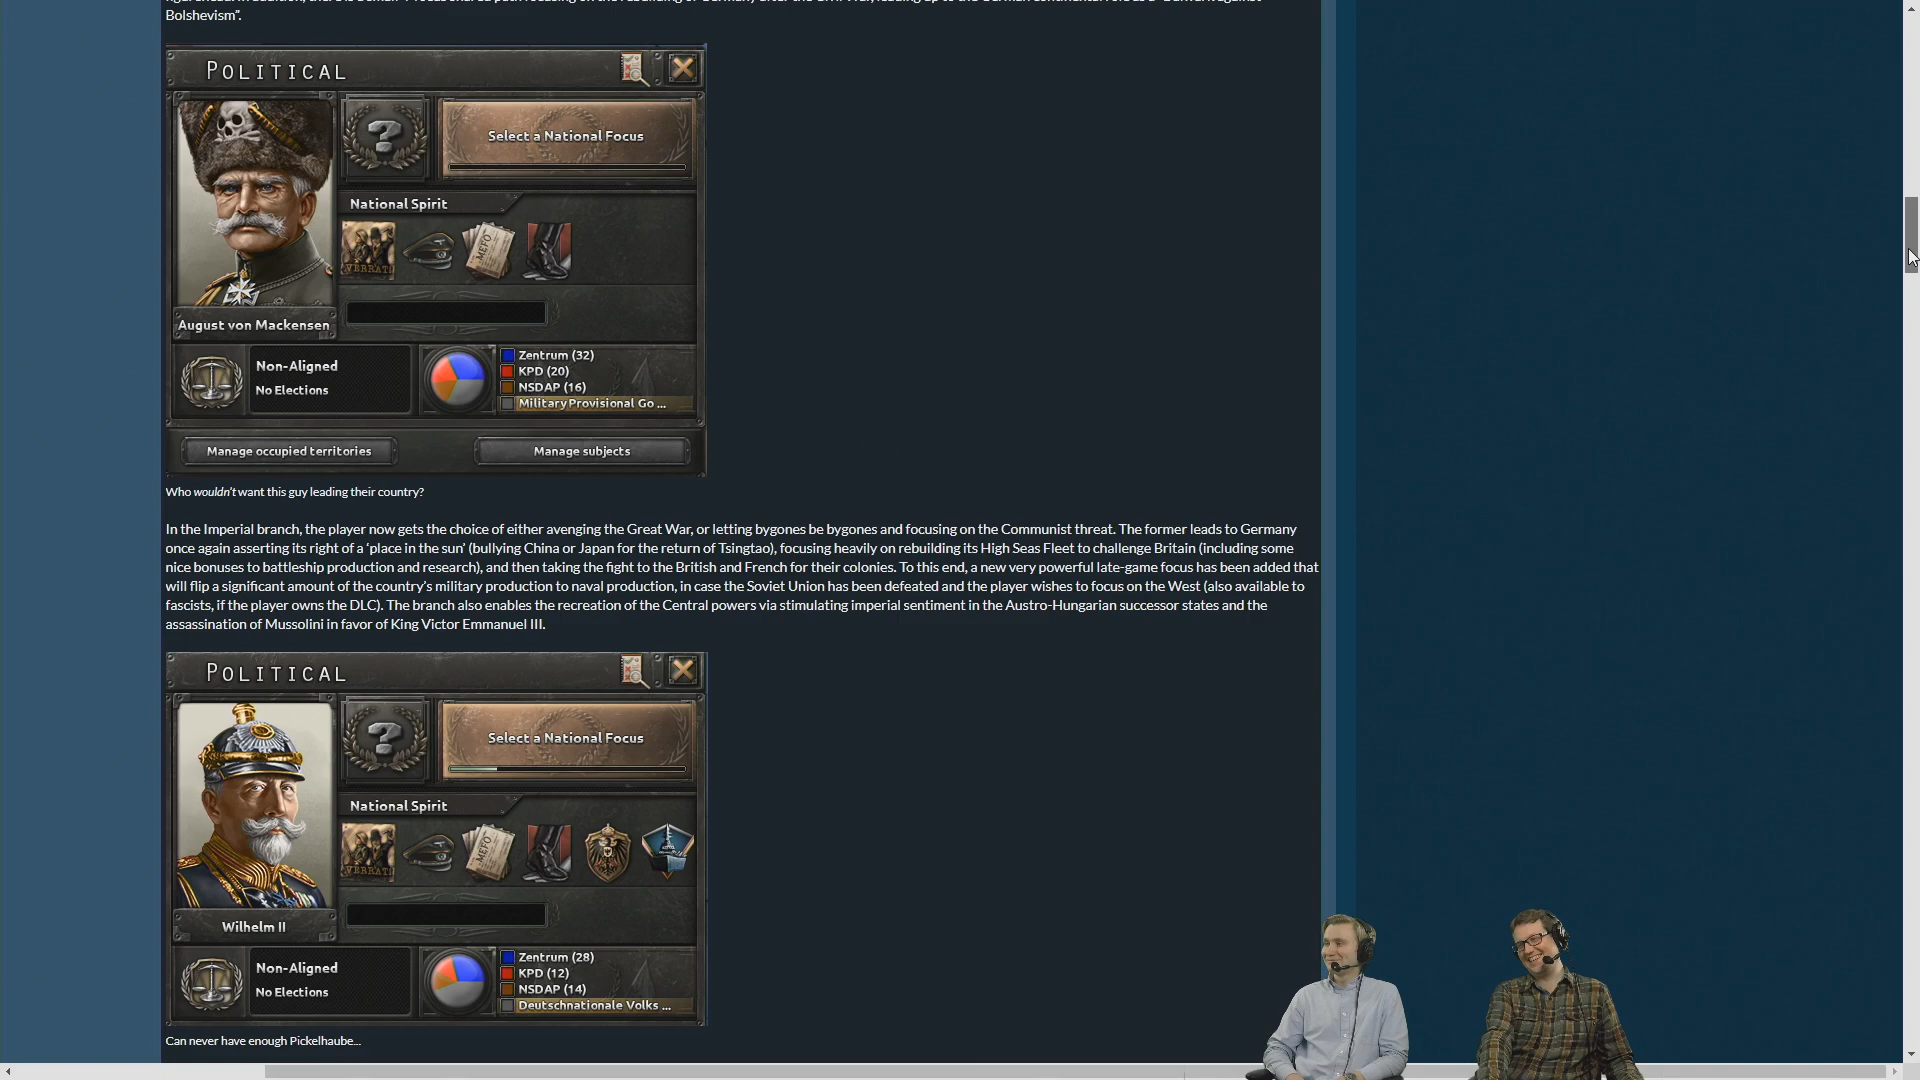 Bolshevism”.
POLITICAL
Select a National Focus
National Spirit
VERRAT!
MEFO
August von Mackensen
Non-Aligned
No Elections
Zentrum (32)
KPD (20)
NSDAP (16)
Military Provisional Go ...
Manage occupied territories
Manage subjects
Who wouldn't want this guy leading their country?
In the Imperial branch, the player now gets the choice of either avenging the Great War, or letting bygones be bygones and focusing on the Communist threat. The former leads to Germany
once again asserting its right of a ‘place in the sun’ (bullying China or Japan for the return of Tsingtao), focusing heavily on rebuilding its High Seas Fleet to challenge Britain (including some
nice bonuses to battleship production and research), and then taking the fight to the British and French for their colonies. To this end, a new very powerful late-game focus has been added that
will flip a significant amount of the country's military production to naval production, in case the Soviet Union has been defeated and the player wishes to focus on the West (also available to
fascists, if the player owns the DLC). The branch also enables the recreation of the Central powers via stimulating imperial sentiment in the Austro-Hungarian successor states and the
assassination of Mussolini in favor of King Victor Emmanuel III.
POLITICAL
Select a National Focus
National Spirit
VERRAT!
MEFO
Wilhelm II
Non-Aligned
No Elections
Zentrum (28)
KPD (12)
NSDAP (14)
Deutschnationale Volks ...
Can never have enough Pickelhaube...